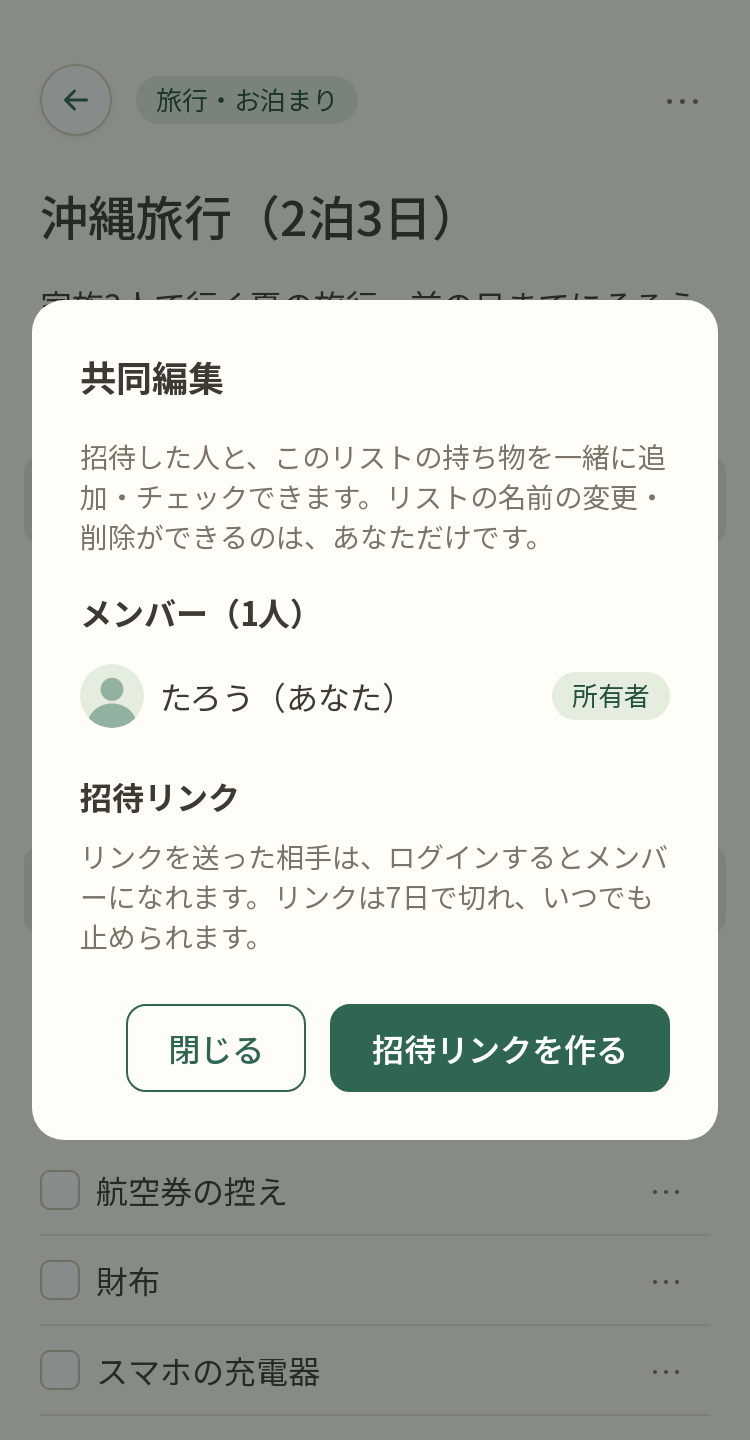 旅行・お泊まり
…
沖縄旅行（2泊3日）
共同編集
招待した人と、このリストの持ち物を一緒に追
加・チェックできます。リストの名前の変更・
削除ができるのは、あなただけです。
メンバー（1人）
たろう（あなた）
所有者
招待リンク
リンクを送った相手は、ログインするとメンバ
ーになれます。リンクは7日で切れ、いつでも
止められます。
閉じる
招待リンクを作る
航空券の控え
…
財布
…
スマホの充電器
…